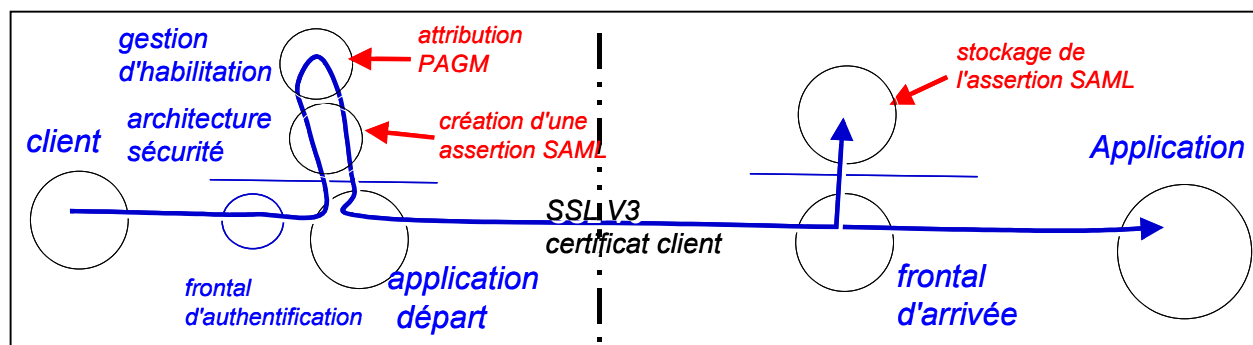 gestion
d'habilitation
attribution
PAGM
stockage de
l'assertion SAML
architecture
sécurité
création d'une
assertion SAML
client
Application
SSL V3
certificat client
frontal
d'authentification
application
départ
frontal
d'arrivée